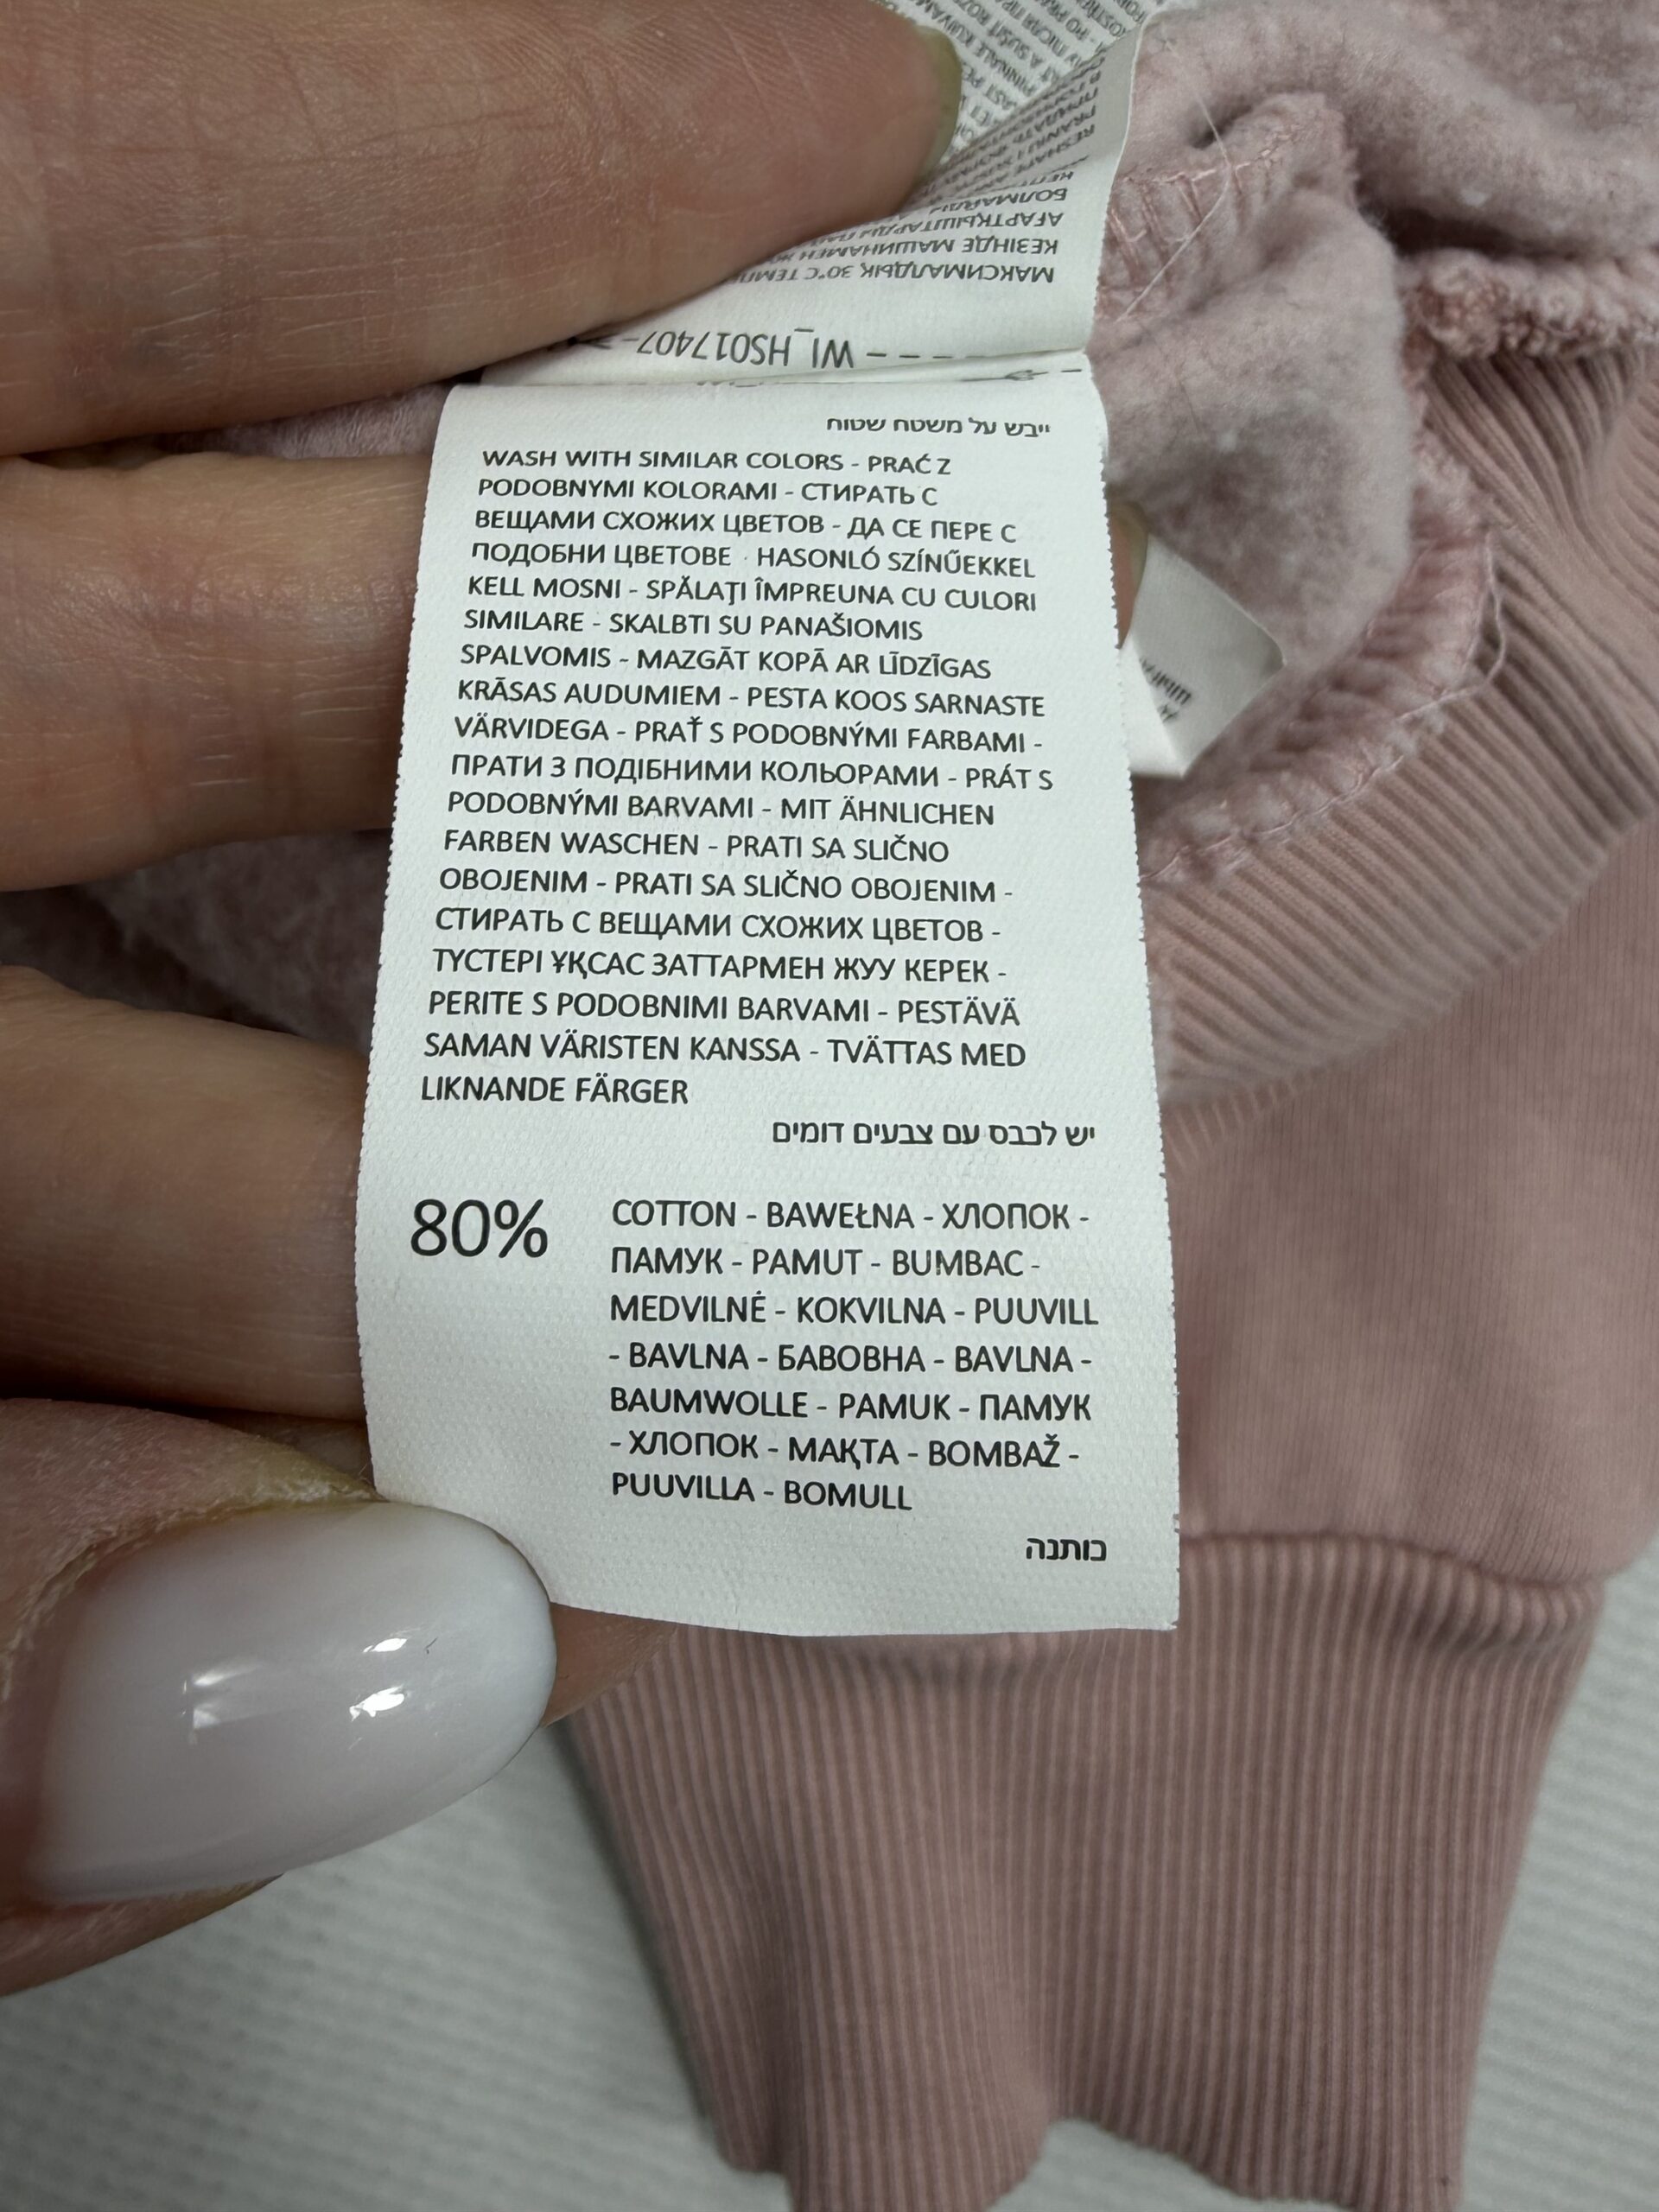 МАКСИМАЛДЫҚ 30°C
КЕЗІНДЕ МАШИНАМЕН
АҒАРТҚЫШТАРДЫ
БОЛМАЙДЫ
WI_HS017407
ייבש על משטח שטוח
WASH WITH SIMILAR COLORS - PRAĆ Z
PODOBNYMI KOLORAMI - СТИРАТЬ С
ВЕЩАМИ СХОЖИХ ЦВЕТОВ - ДА СЕ ПЕРЕ С
ПОДОБНИ ЦВЕТОВЕ - HASONLÓ SZÍNŰEKKEL
KELL MOSNI - SPĂLAŢI ÎMPREUNA CU CULORI
SIMILARE - SKALBTI SU PANAŠIOMIS
SPALVOMIS - MAZGĀT KOPĀ AR LĪDZĪGAS
KRĀSAS AUDUMIEM - PESTA KOOS SARNASTE
VÄRVIDEGA - PRAŤ S PODOBNÝMI FARBAMI -
ПРАТИ З ПОДІБНИМИ КОЛЬОРАМИ - PRÁT S
PODOBNÝMI BARVAMI - MIT ÄHNLICHEN
FARBEN WASCHEN - PRATI SA SLIČNO
OBOJENIM - PRATI SA SLIČNO OBOJENIM -
СТИРАТЬ С ВЕЩАМИ СХОЖИХ ЦВЕТОВ -
ТҮСТЕРІ ҰҚСАС ЗАТТАРМЕН ЖУУ КЕРЕК -
PERITE S PODOBNIMI BARVAMI - PESTÄVÄ
SAMAN VÄRISTEN KANSSA - TVÄTTAS MED
LIKNANDE FÄRGER
יש לכבס עם צבעים דומים
80% COTTON - BAWEŁNA - ХЛОПОК -
ПАМУК - PAMUT - BUMBAC -
MEDVILNĖ - KOKVILNA - PUUVILL
- BAVLNA - БАВОВНА - BAVLNA -
BAUMWOLLE - PAMUK - ПАМУК
- ХЛОПОК - МАҚТА - BOMBAŽ -
PUUVILLA - BOMULL
כותנה